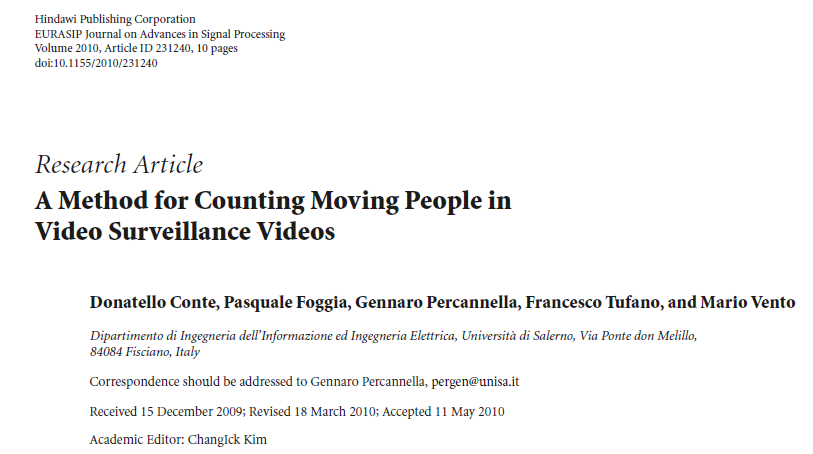 Hindawi Publishing Corporation
EURASIP Journal on Advances in Signal Processing
Volume 2010, Article ID 231240, 10 pages
doi:10.1155/2010/231240
Research Article
A Method for Counting Moving People in
Video Surveillance Videos
Donatello Conte, Pasquale Foggia, Gennaro Percannella, Francesco Tufano, and Mario Vento
Dipartimento di Ingegneria dell'Informazione ed Ingegneria Elettrica, Università di Salerno, Via Ponte don Melillo,
84084 Fisciano, Italy
Correspondence should be addressed to Gennaro Percannella, pergen@unisa.it
Received 15 December 2009; Revised 18 March 2010; Accepted 11 May 2010
Academic Editor: ChangIck Kim